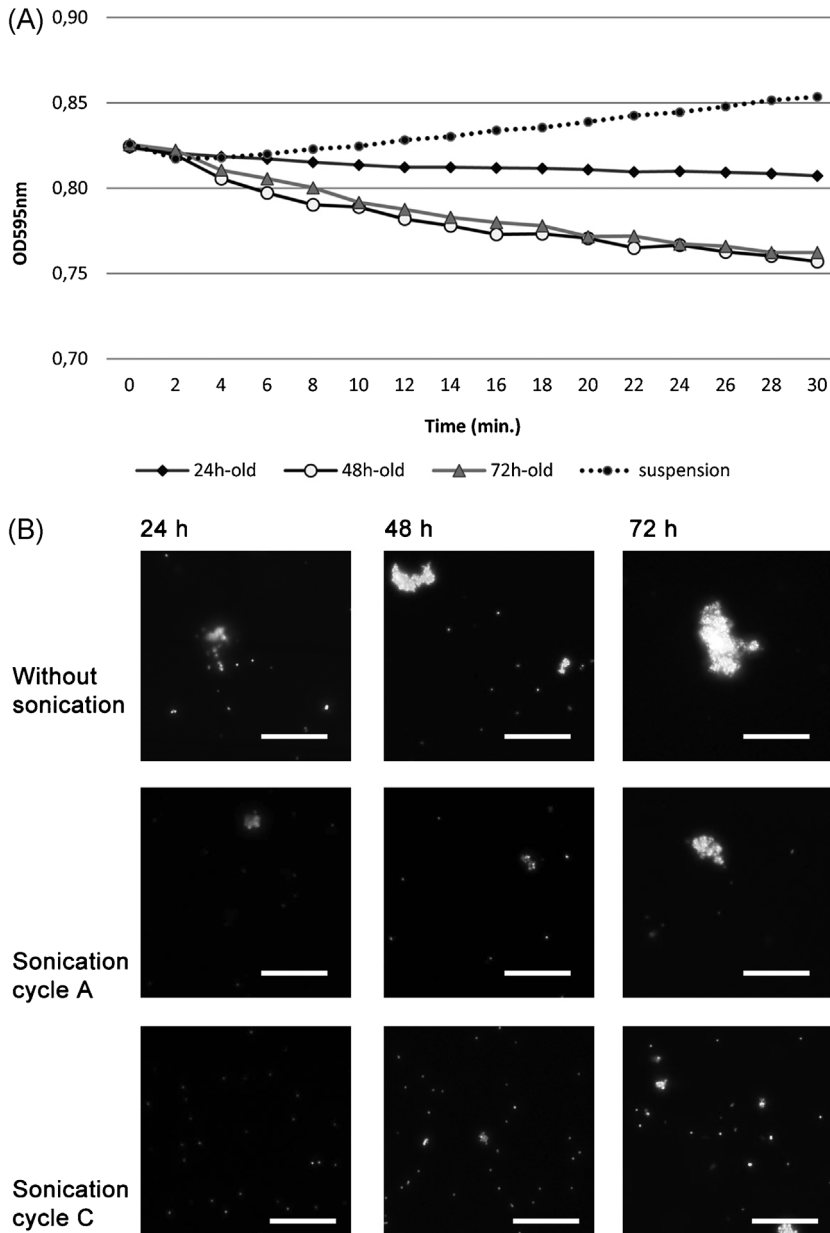 (A)
0,90
0,85
0,80
0,75
0,70
OD595nm
0 2 4 6 8 10 12 14 16 18 20 22 24 26 28 30
Time (min.)
24h-old 48h-old 72h-old suspension
(B)
24 h 48 h 72 h
Without
sonication
Sonication
cycle A
Sonication
cycle C